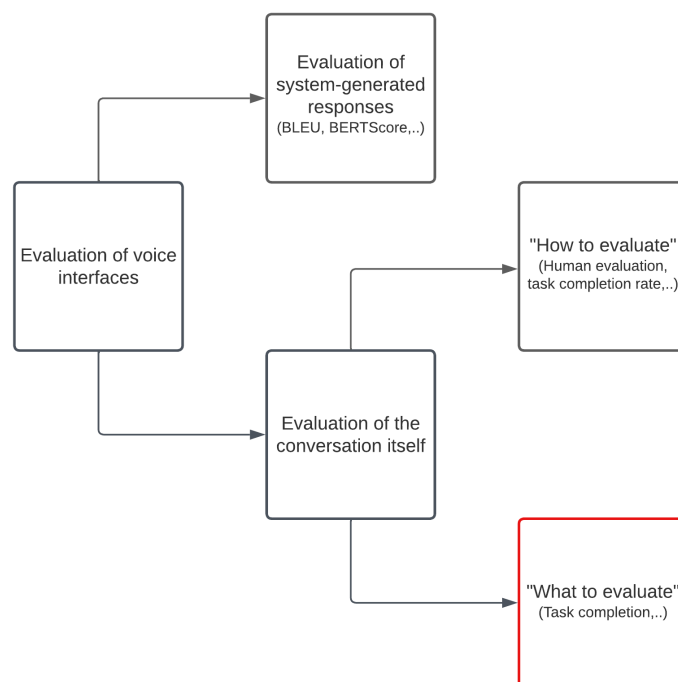 Evaluation of
system-generated
responses
(BLEU, BERTScore,..)
Evaluation of voice
interfaces
"How to evaluate"
(Human evaluation,
task completion rate,..)
Evaluation of the
conversation itself
"What to evaluate"
(Task completion,..)